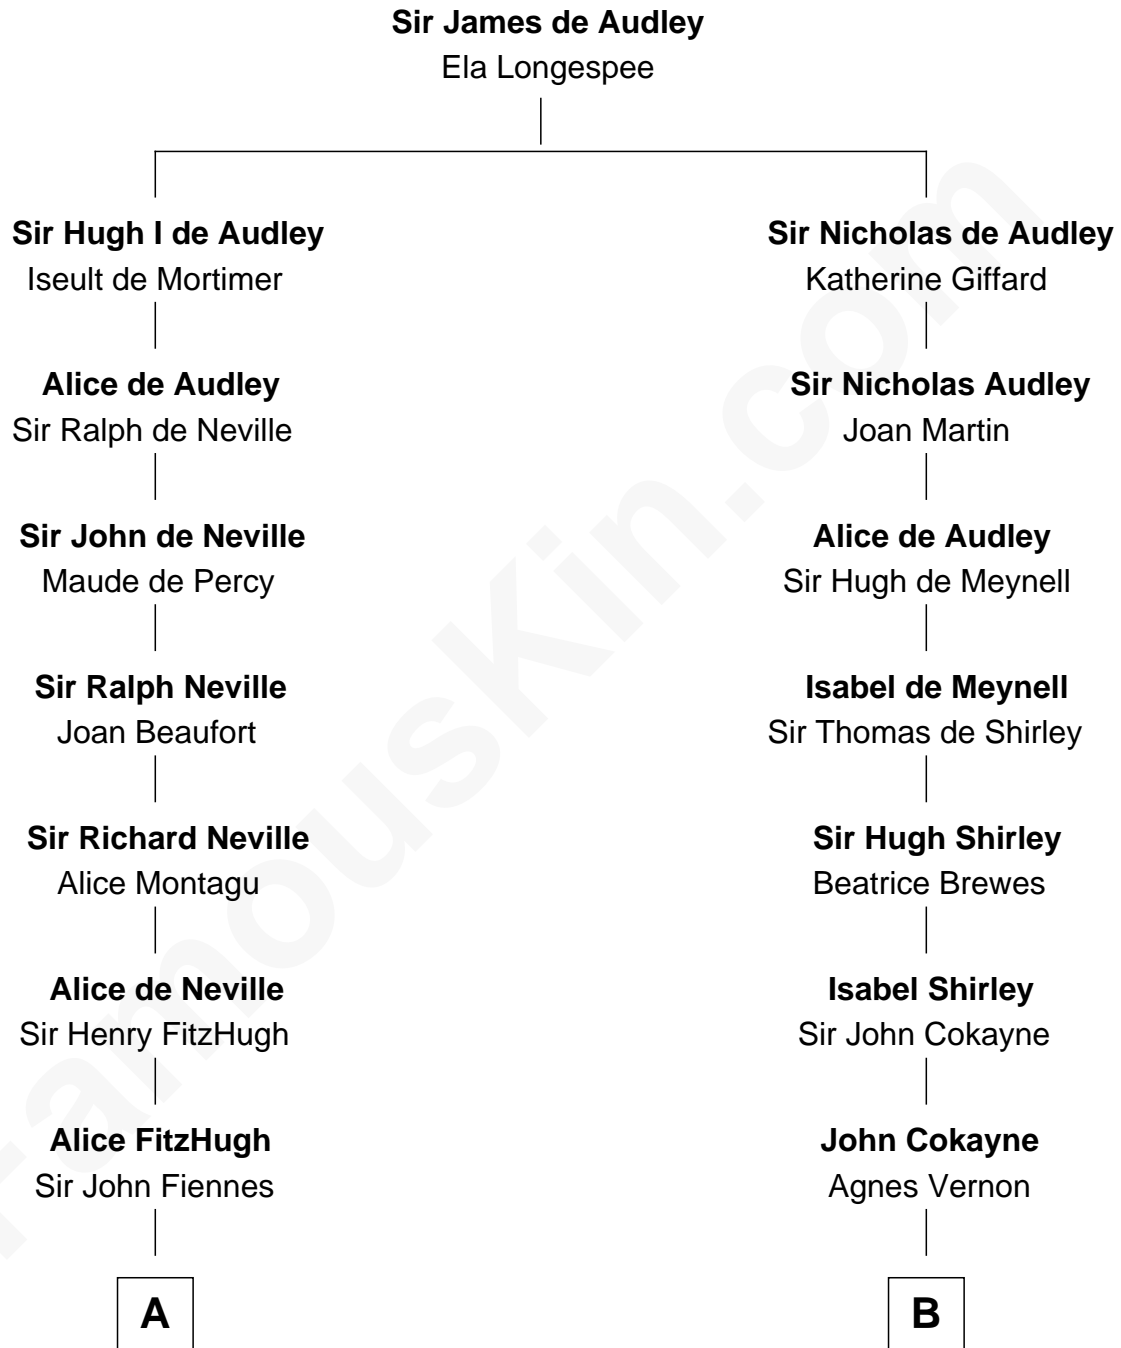 Sir James de Audley
Ela Longespee
Sir Hugh I de Audley
Iseult de Mortimer
Sir Nicholas de Audley
Katherine Giffard
Alice de Audley
Sir Ralph de Neville
Sir Nicholas Audley
Joan Martin
Sir John de Neville
Maude de Percy
Alice de Audley
Sir Hugh de Meynell
Sir Ralph Neville
Joan Beaufort
Isabel de Meynell
Sir Thomas de Shirley
Sir Richard Neville
Alice Montagu
Sir Hugh Shirley
Beatrice Brewes
Alice de Neville
Sir Henry FitzHugh
Isabel Shirley
Sir John Cokayne
Alice FitzHugh
Sir John Fiennes
John Cokayne
Agnes Vernon
A
B
FamousKin.com